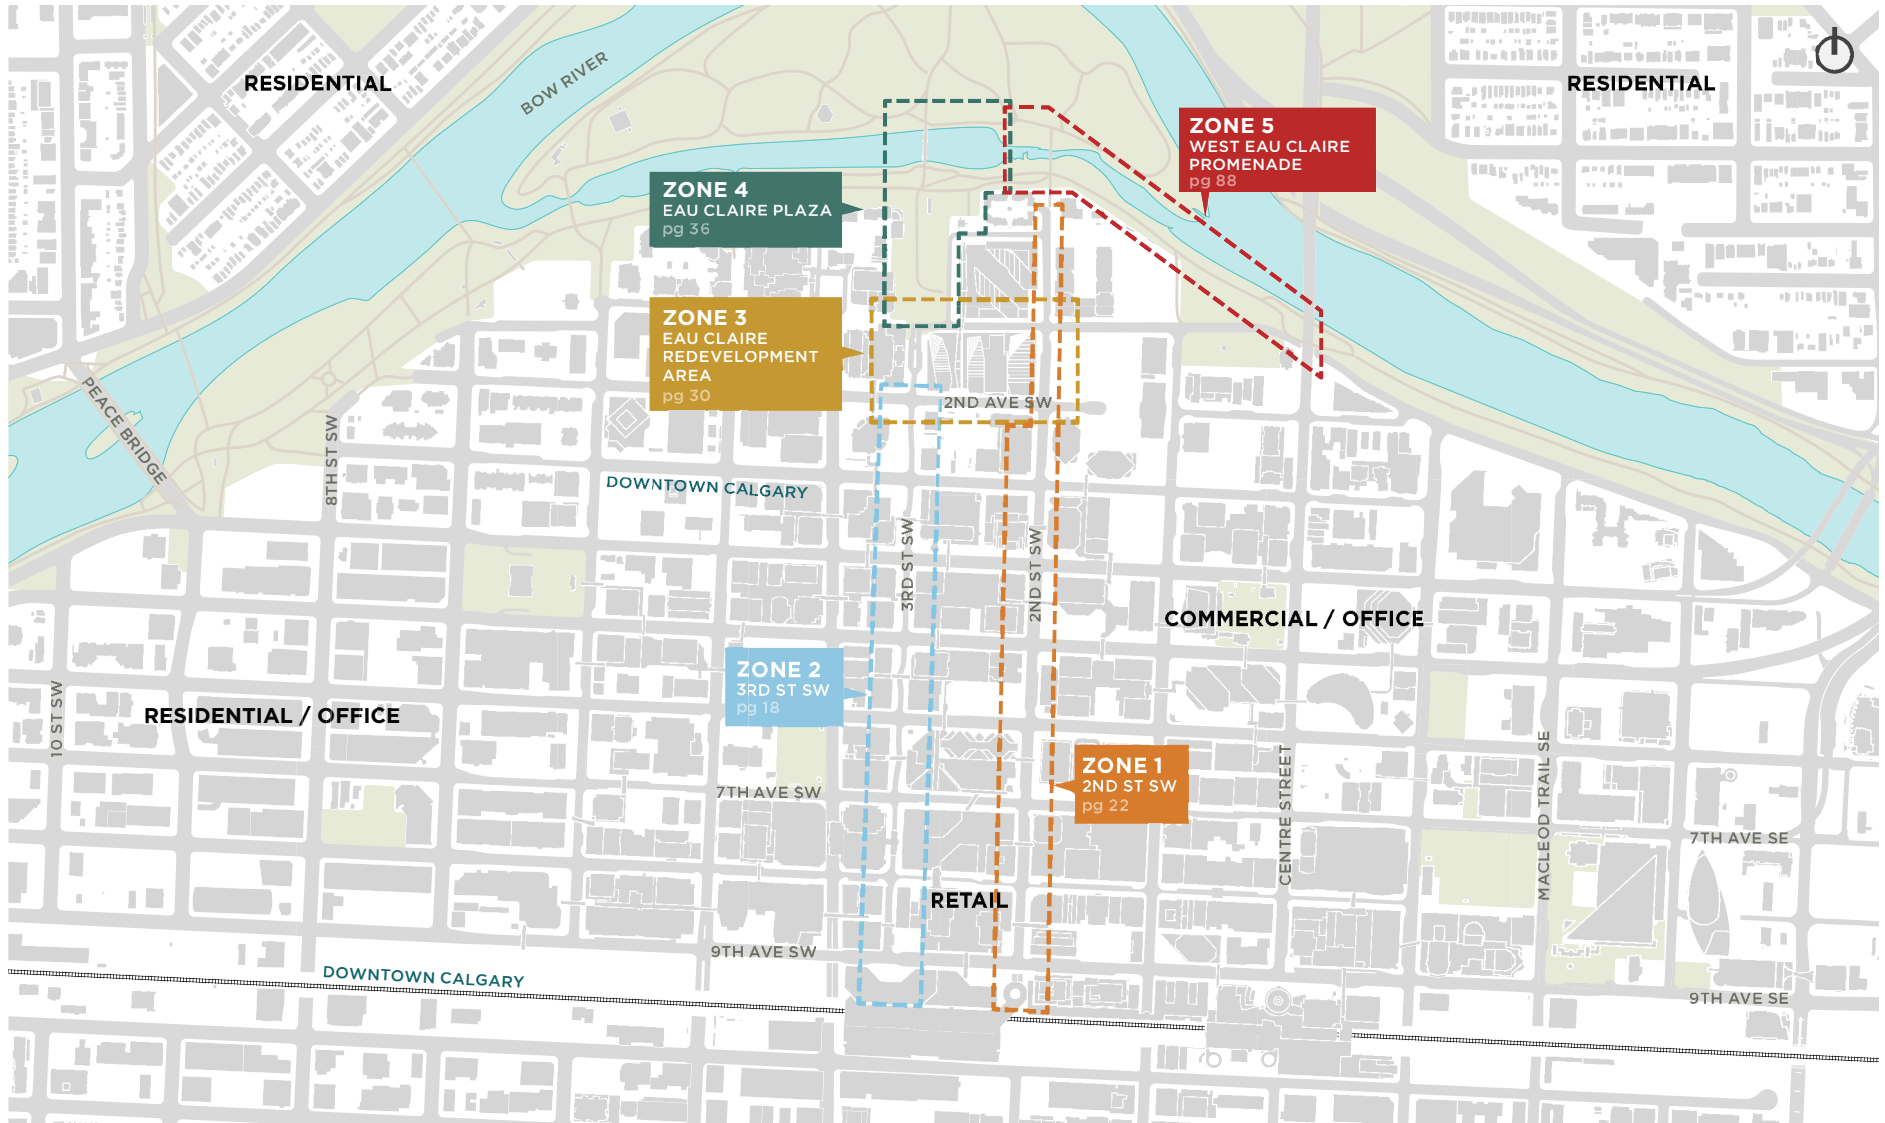 RESIDENTIAL
BOW RIVER
RESIDENTIAL
ZONE 5
WEST EAU CLAIRE
PROMENADE
pg 88
ZONE 4
EAU CLAIRE PLAZA
pg 36
ZONE 3
EAU CLAIRE
REDEVELOPMENT
AREA
pg 30
2ND AVE SW
PEACE BRIDGE
8TH ST SW
DOWNTOWN CALGARY
3RD ST SW
2ND ST SW
COMMERCIAL / OFFICE
ZONE 2
3RD ST SW
pg 18
10 ST SW
RESIDENTIAL / OFFICE
ZONE 1
2ND ST SW
pg 22
7TH AVE SW
CENTRE STREET
MACLEOD TRAIL SE
7TH AVE SE
RETAIL
9TH AVE SW
DOWNTOWN CALGARY
9TH AVE SE